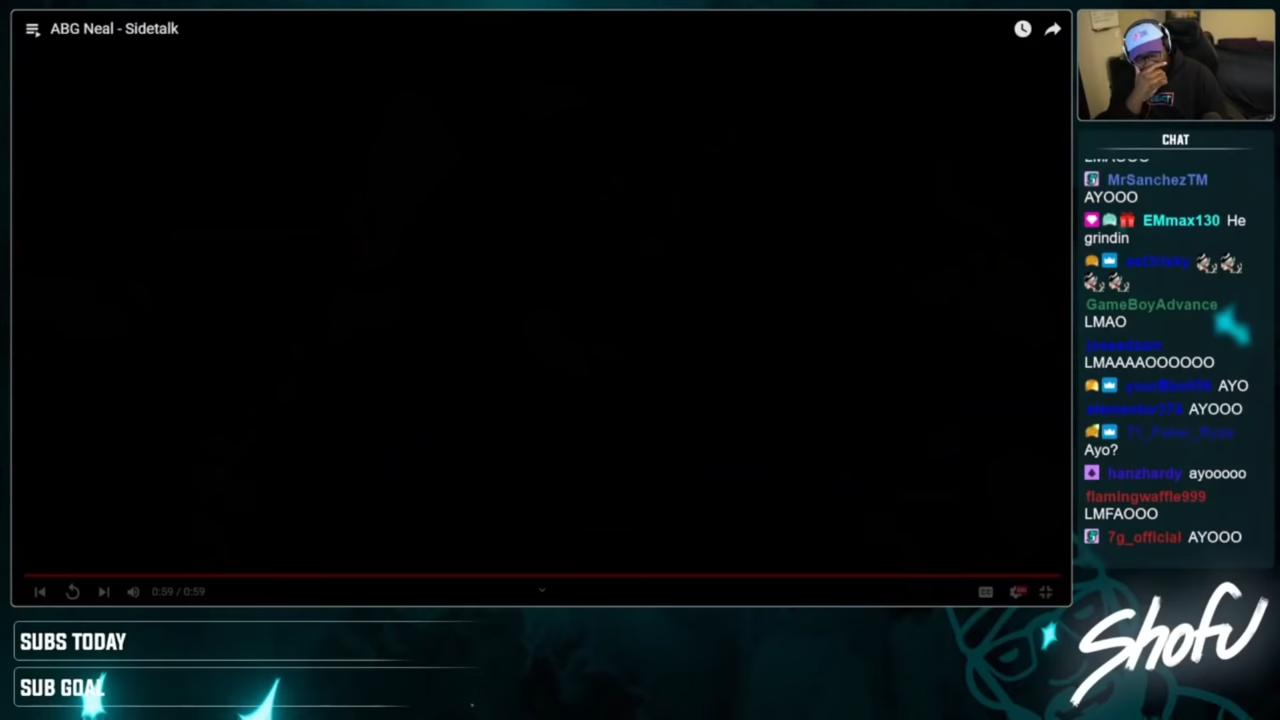 ABG Neal - Sidetalk
CHAT
MrSanchezTM
AYOOO
EMmax130 He
grindin
GameBoyAdvance
LMAO
LMAAAAOOOOOO
AYO
AYOOO
Ayo?
hanzhardy ayooooo
flamingwaffle999
LMFAOOO
7g_official AYOOO
0:59 / 0:59
CC
SUBS TODAY
SUB GOAL
Shofu